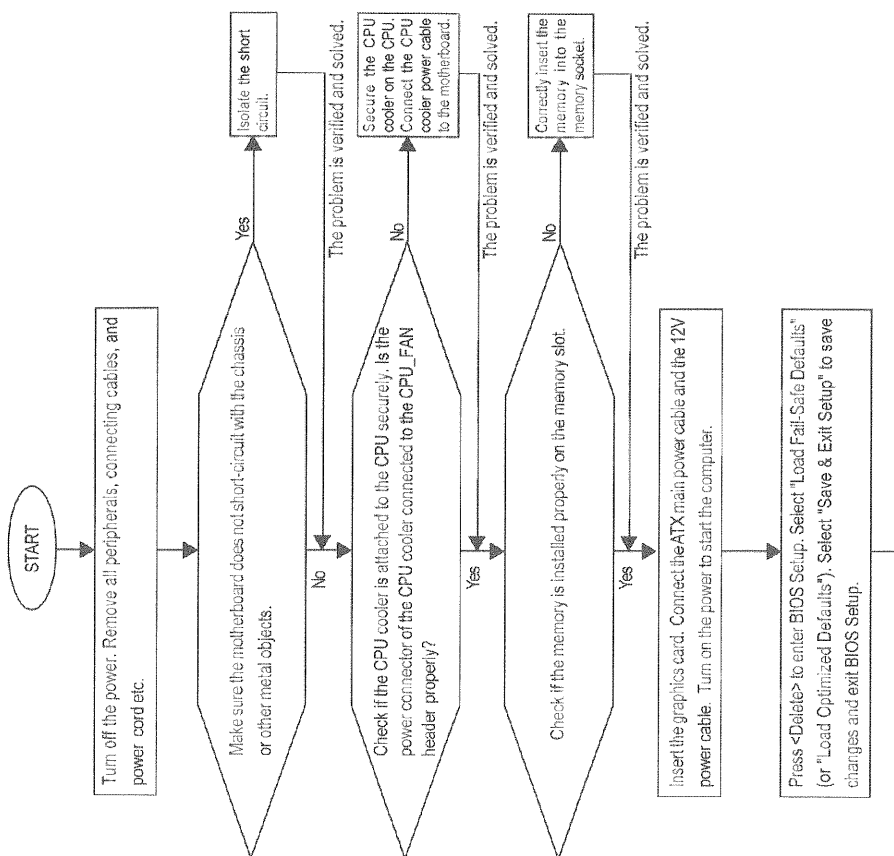 START
Turn off the power. Remove all peripherals, connecting cables, and
power cord etc.
Make sure the motherboard does not short-circuit with the chassis
or other metal objects.
Yes
Isolate the short
circuit.
The problem is verified and solved.
No
Check if the CPU cooler is attached to the CPU securely. Is the
power connector of the CPU cooler connected to the CPU_FAN
header properly?
No
Secure the CPU
cooler on the CPU.
Connect the CPU
cooler power cable
to the motherboard.
The problem is verified and solved.
Yes
Check if the memory is installed properly on the memory slot.
No
Correctly insert the
memory into the
memory socket.
The problem is verified and solved.
Yes
Insert the graphics card. Connect the ATX main power cable and the 12V
power cable. Turn on the power to start the computer.
Press <Delete> to enter BIOS Setup. Select "Load Fail-Safe Defaults"
(or "Load Optimized Defaults"). Select "Save & Exit Setup" to save
changes and exit BIOS Setup.